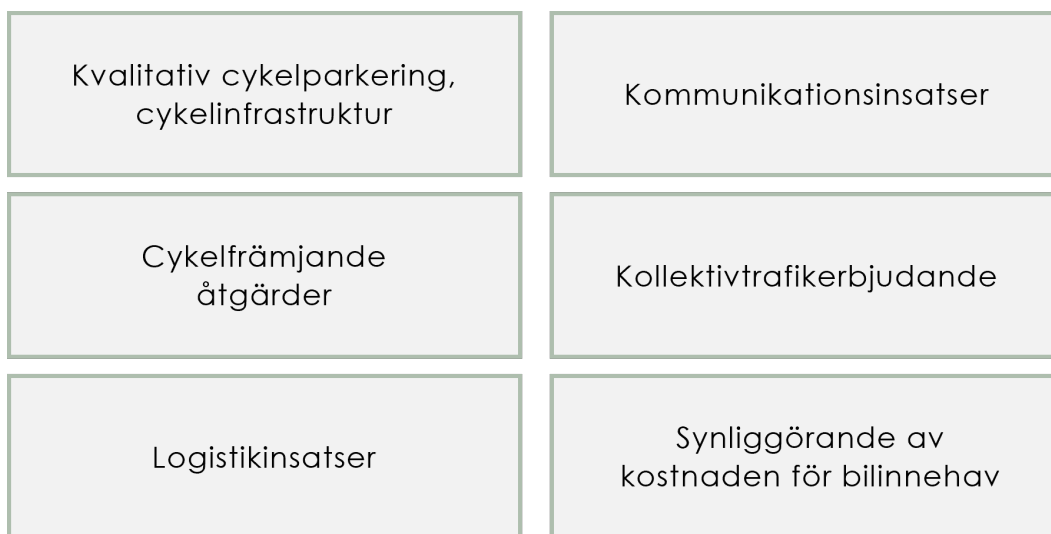 Kvalitativ cykelparkering,
cykelinfrastruktur
Kommunikationsinsatser
Cykelfrämjande
åtgärder
Kollektivtrafikerbjudande
Logistikinsatser
Synliggörande av
kostnaden för bilinnehav